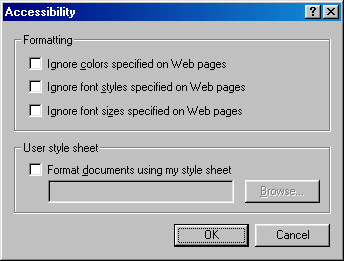 Accessibility
Formatting
Ignore colors specified on Web pages
Ignore font styles specified on Web pages
Ignore font sizes specified on Web pages
User style sheet
Format documents using my style sheet
Browse...
OK
Cancel